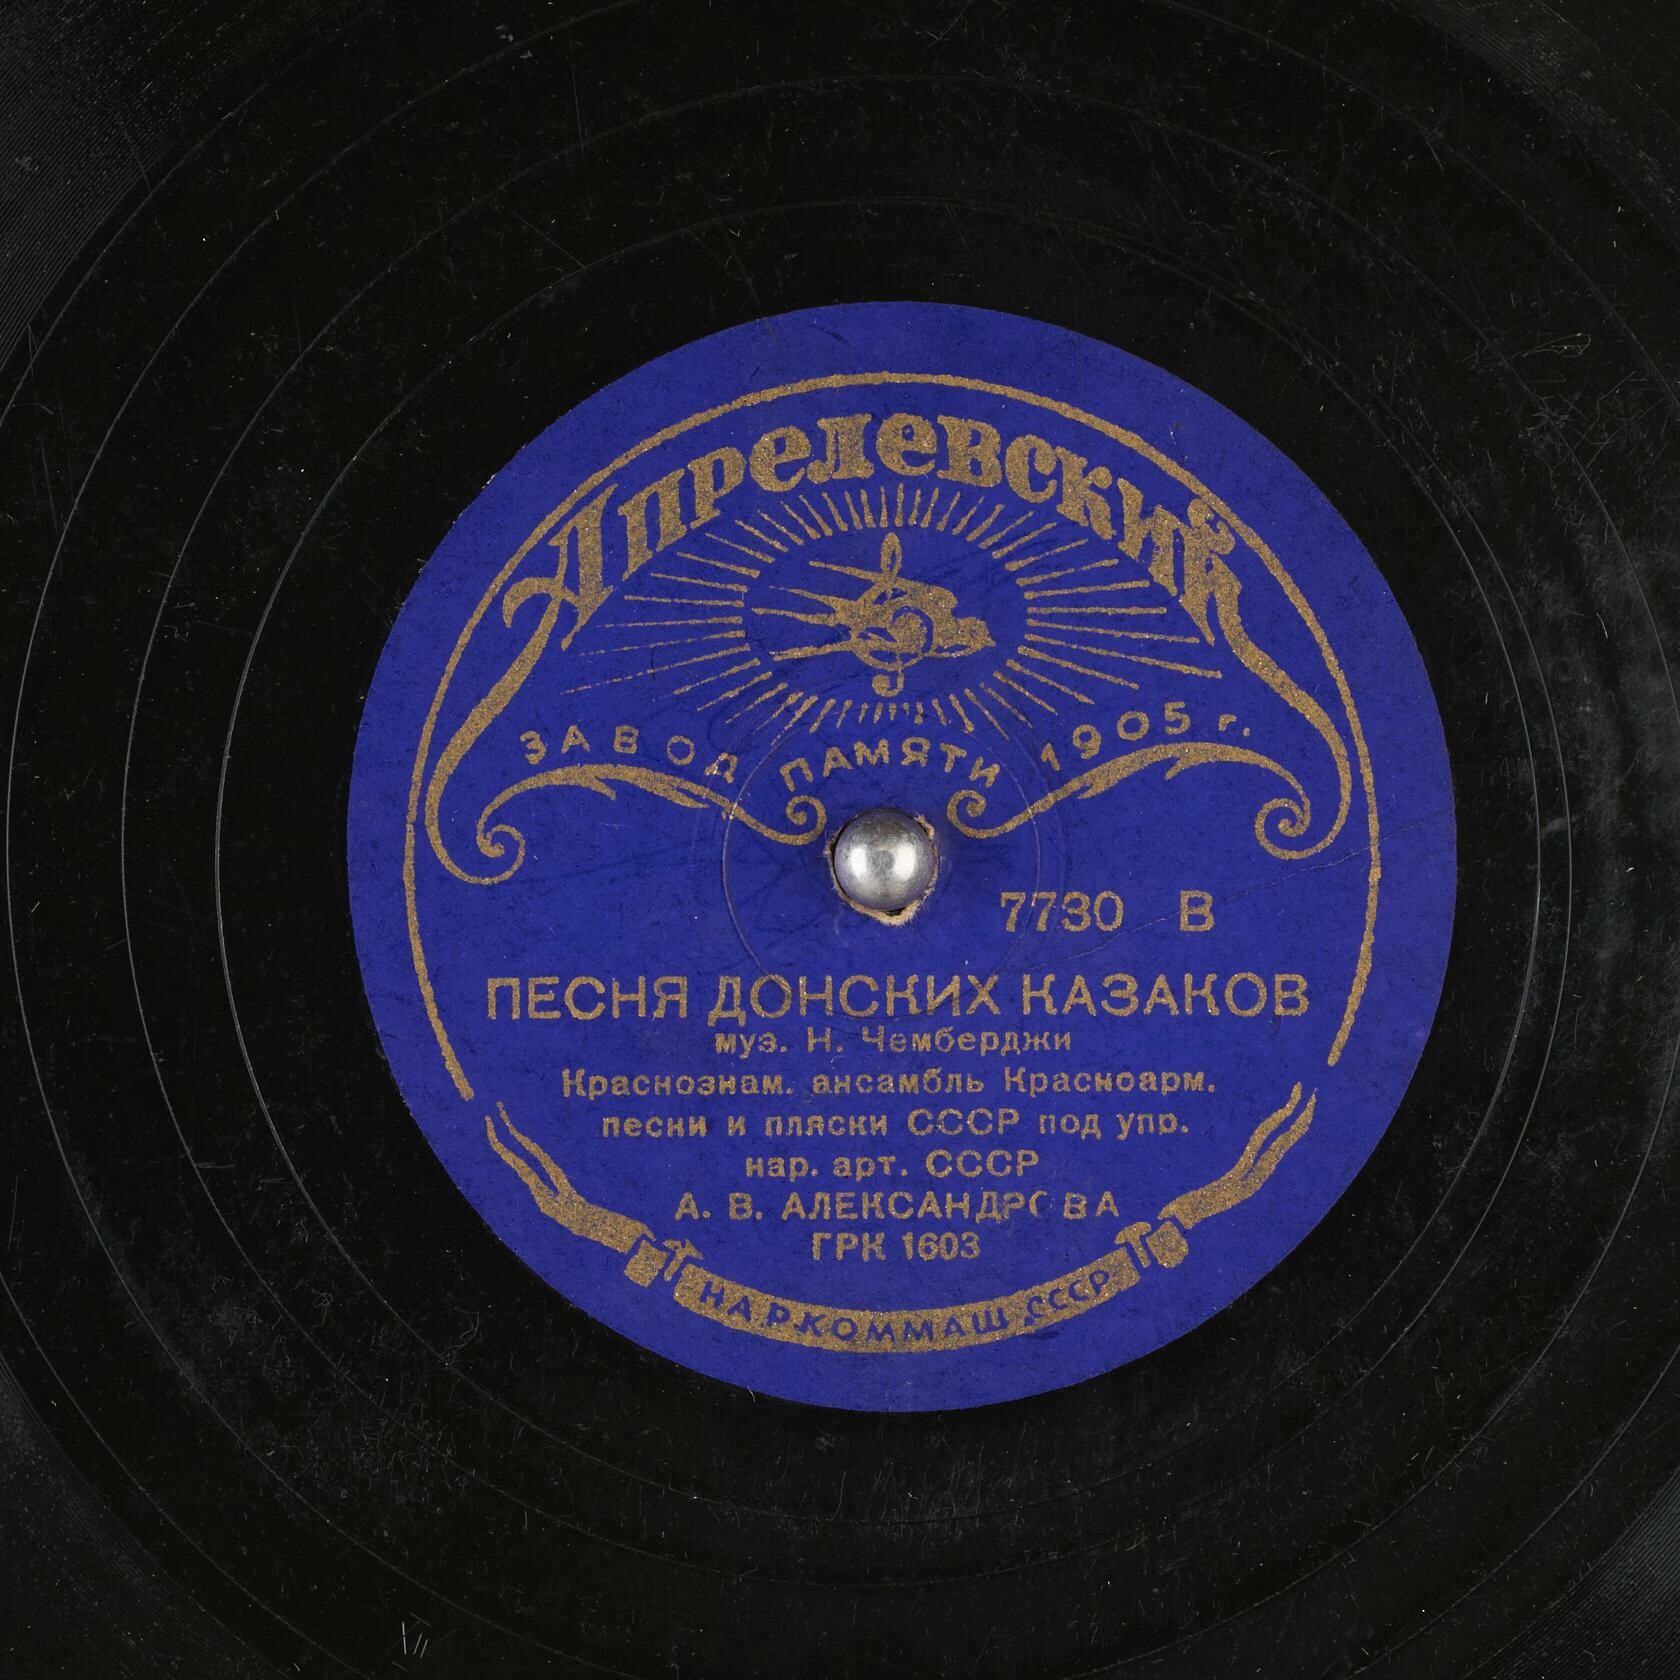 Апрелевский
ЗАВОД ПАМЯТИ 1905 г.
7730 В
ПЕСНЯ ДОНСКИХ КАЗАКОВ
муз. Н. Чемберджи
Краснознам. ансамбль Красноарм.
песни и пляски СССР под упр.
нар. арт. СССР
А. В. АЛЕКСАНДРОВА
ГРК 1603
НАРКОММАШ СССР